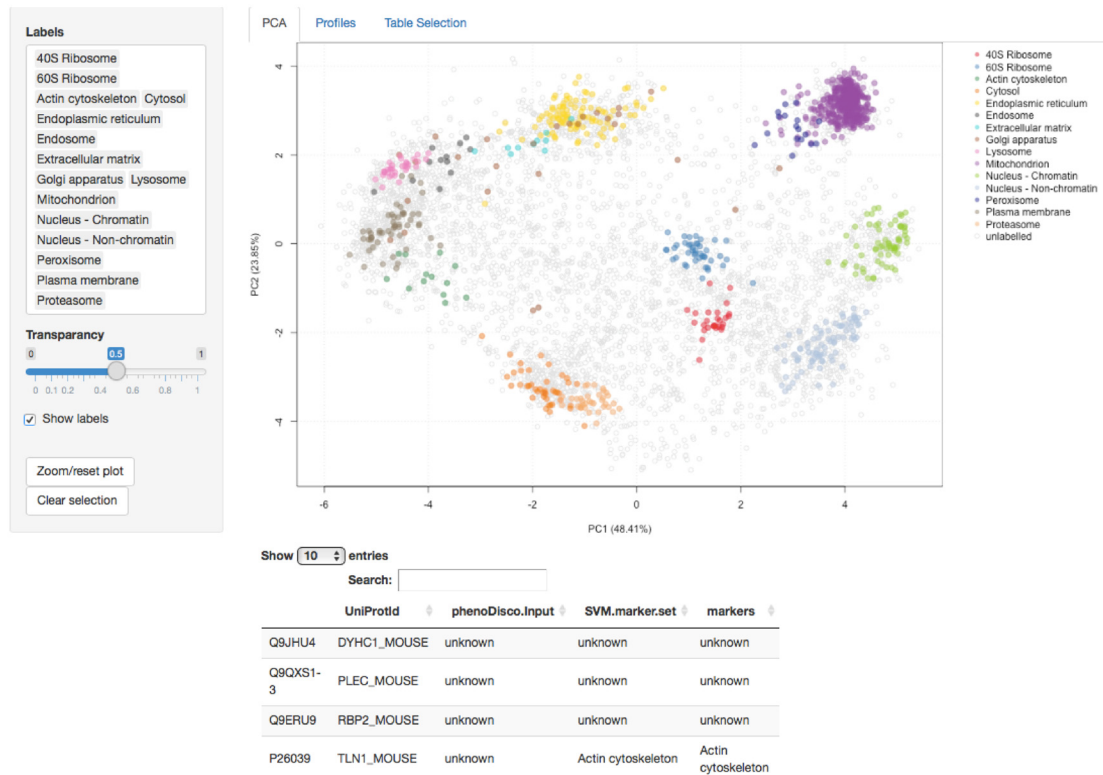 Labels
40S Ribosome
60S Ribosome
Actin cytoskeleton Cytosol
Endoplasmic reticulum
Endosome
Extracellular matrix
Golgi apparatus Lysosome
Mitochondrion
Nucleus - Chromatin
Nucleus - Non-chromatin
Peroxisome
Plasma membrane
Proteasome
Transparancy
0 0.5 1
0 0.1 0.2 0.4 0.6 0.8 1
Show labels
Zoom/reset plot
Clear selection
PCA Profiles Table Selection
PC2 (23.85%)
4
2
0
-2
-4
-6 -4 -2 0 2 4
PC1 (48.41%)
40S Ribosome
60S Ribosome
Actin cytoskeleton
Cytosol
Endoplasmic reticulum
Endosome
Extracellular matrix
Golgi apparatus
Lysosome
Mitochondrion
Nucleus - Chromatin
Nucleus - Non-chromatin
Peroxisome
Plasma membrane
Proteasome
unlabelled
Show 10 entries
Search:
UniProtId phenoDisco.Input SVM.marker.set markers
Q9JHU4 DYHC1_MOUSE unknown unknown unknown
Q9QXS1-
3 PLEC_MOUSE unknown unknown unknown
Q9ERU9 RBP2_MOUSE unknown unknown unknown
P26039 TLN1_MOUSE unknown Actin cytoskeleton Actin
cytoskeleton